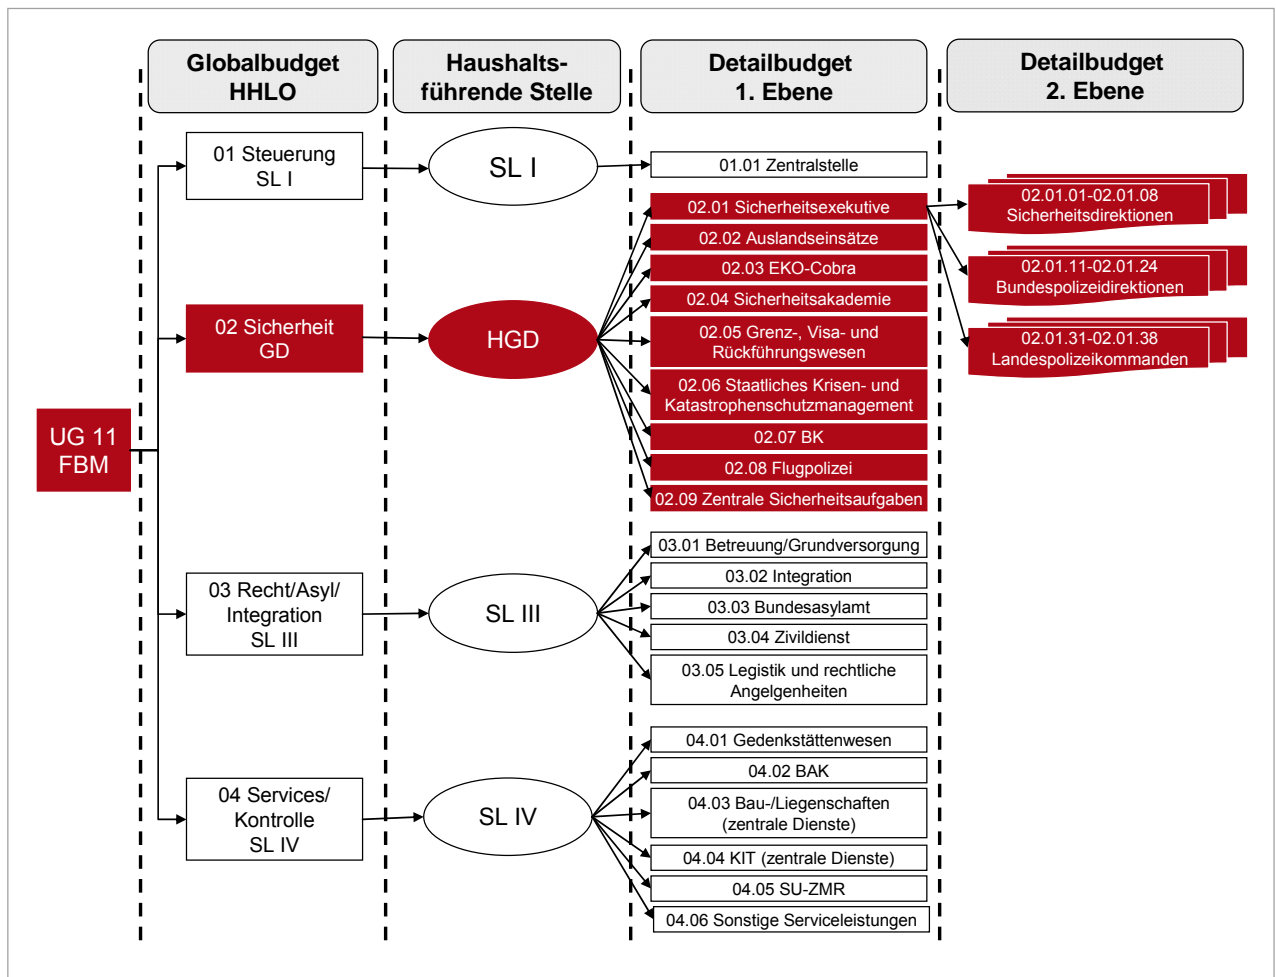 Globalbudget
HHLO
Haushalts-
führende Stelle
Detailbudget
1. Ebene
Detailbudget
2. Ebene
UG 11
FBM
01 Steuerung
SL I
SL I
01.01 Zentralstelle
02 Sicherheit
GD
HGD
02.01 Sicherheitsexekutive
02.02 Auslandseinsätze
02.03 EKO-Cobra
02.04 Sicherheitsakademie
02.05 Grenz-, Visa- und
Rückführungswesen
02.06 Staatliches Krisen- und
Katastrophenschutzmanagement
02.07 BK
02.08 Flugpolizei
02.09 Zentrale Sicherheitsaufgaben
02.01.01-02.01.08
Sicherheitsdirektionen
02.01.11-02.01.24
Bundespolizeidirektionen
02.01.31-02.01.38
Landespolizeikommanden
03 Recht/Asyl/
Integration
SL III
SL III
03.01 Betreuung/Grundversorgung
03.02 Integration
03.03 Bundesasylamt
03.04 Zivildienst
03.05 Legistik und rechtliche
Angelgenheiten
04 Services/
Kontrolle
SL IV
SL IV
04.01 Gedenkstättenwesen
04.02 BAK
04.03 Bau-/Liegenschaften
(zentrale Dienste)
04.04 KIT (zentrale Dienste)
04.05 SU-ZMR
04.06 Sonstige Serviceleistungen